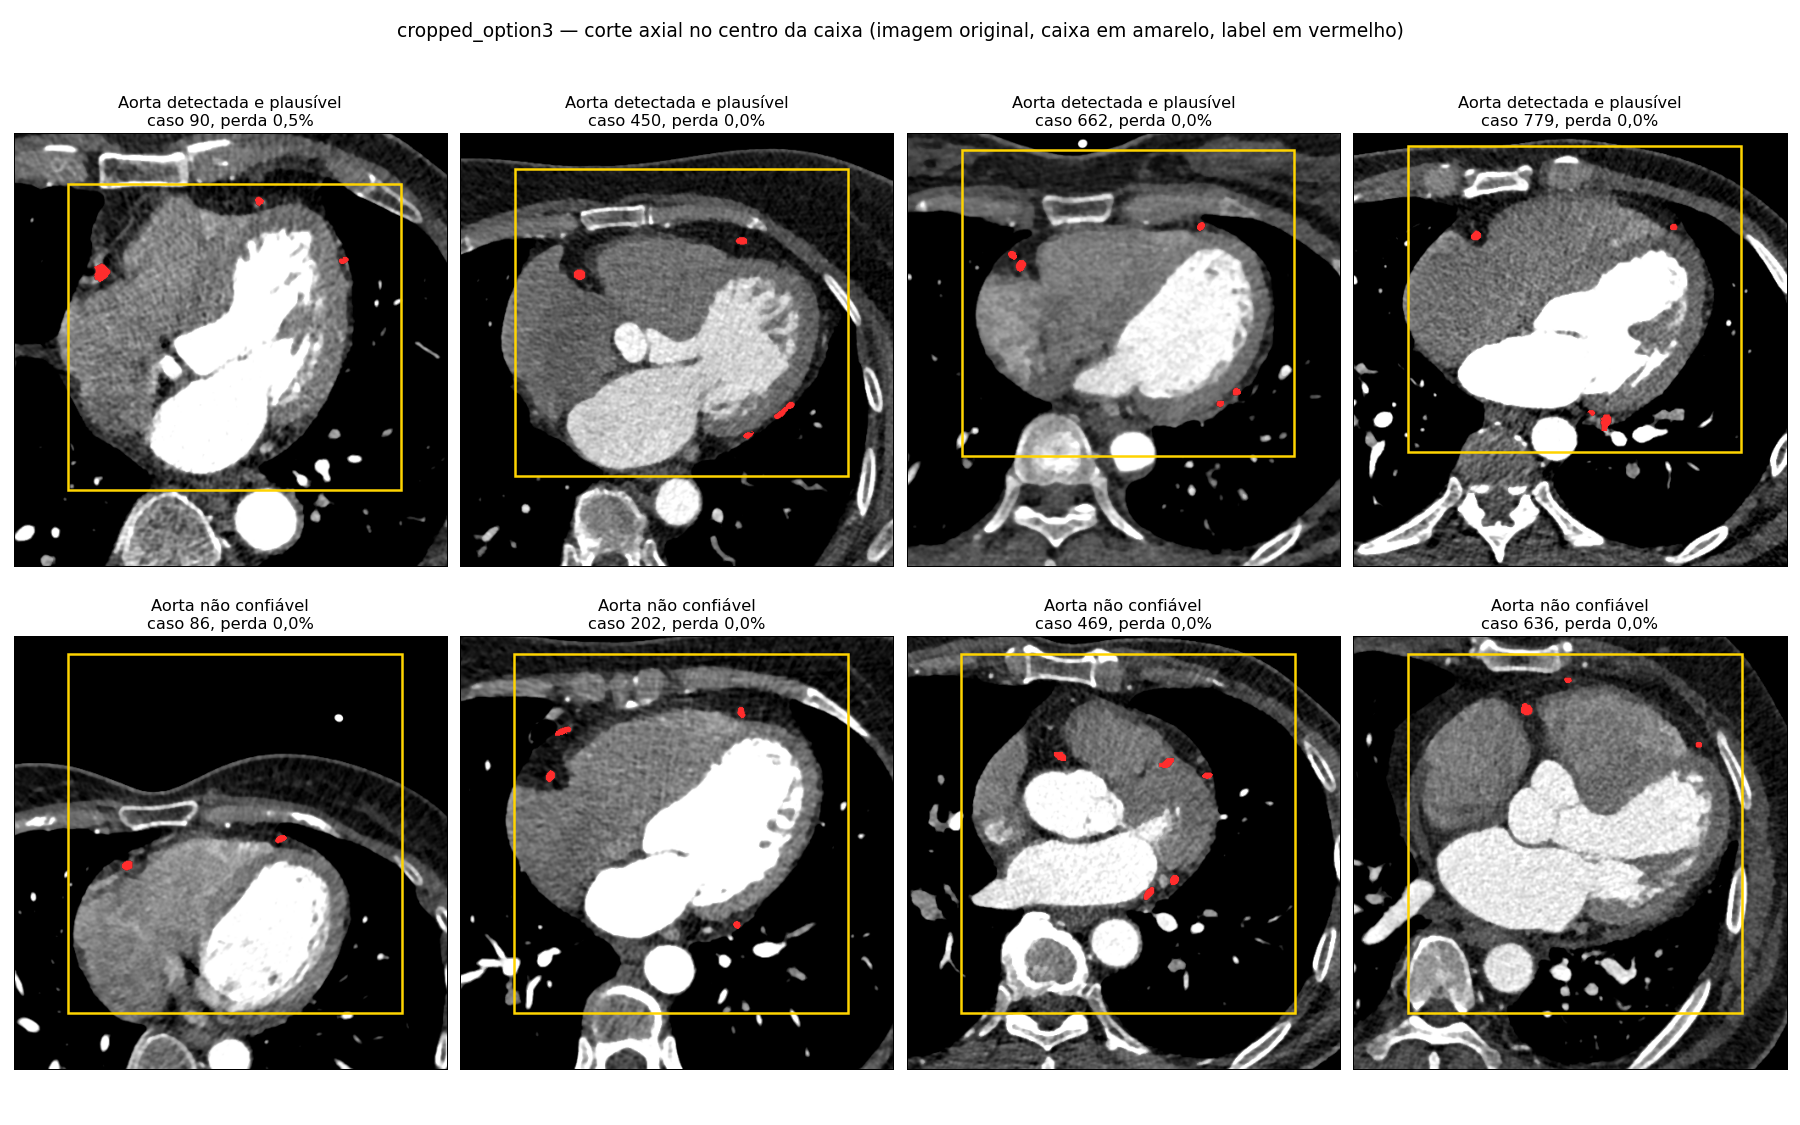 cropped_option3 — corte axial no centro da caixa (imagem original, caixa em amarelo, label em vermelho)
Aorta detectada e plausível
caso 90, perda 0,5%
Aorta detectada e plausível
caso 450, perda 0,0%
Aorta detectada e plausível
caso 662, perda 0,0%
Aorta detectada e plausível
caso 779, perda 0,0%
Aorta não confiável
caso 86, perda 0,0%
Aorta não confiável
caso 202, perda 0,0%
Aorta não confiável
caso 469, perda 0,0%
Aorta não confiável
caso 636, perda 0,0%